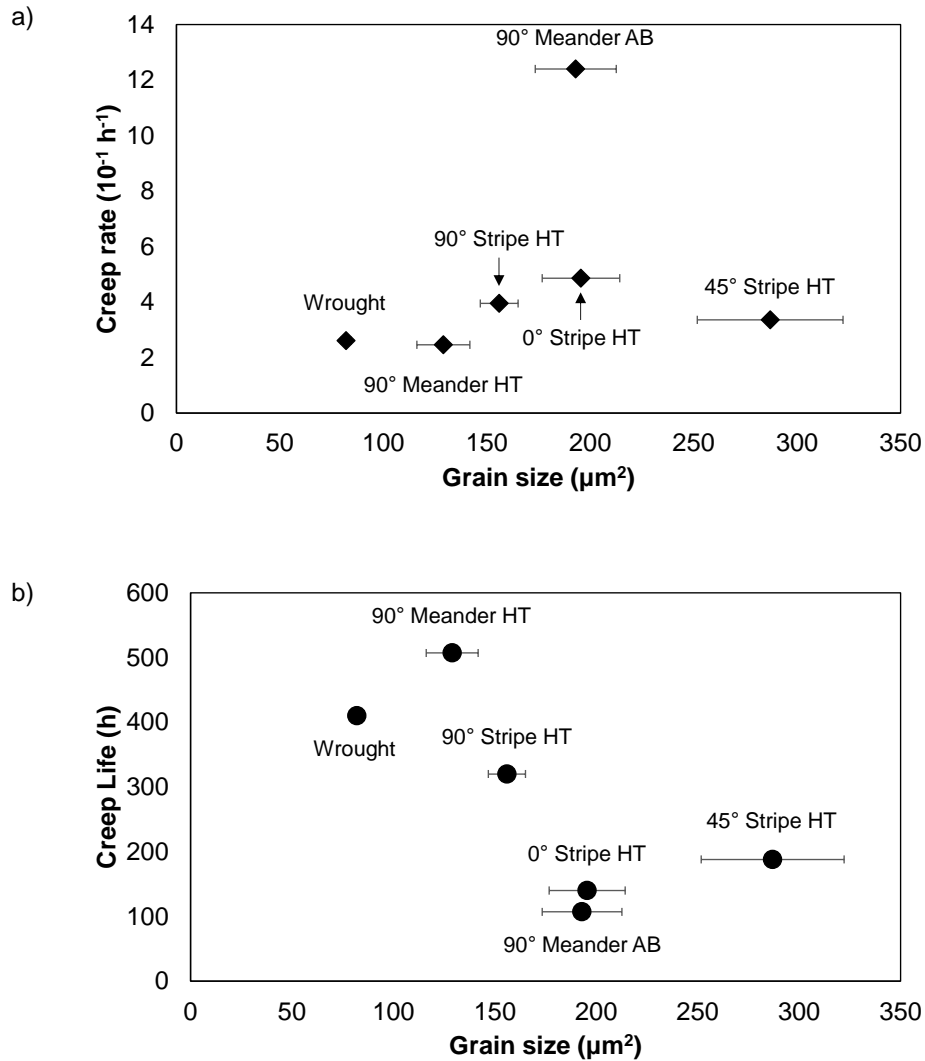 a)
14
12
10
8
6
4
2
0
Creep rate (10⁻¹ h⁻¹)
90° Meander AB
90° Stripe HT
45° Stripe HT
Wrought
0° Stripe HT
90° Meander HT
0 50 100 150 200 250 300 350
Grain size (µm²)
b)
600
500
400
300
200
100
0
Creep Life (h)
90° Meander HT
Wrought
90° Stripe HT
45° Stripe HT
0° Stripe HT
90° Meander AB
0 50 100 150 200 250 300 350
Grain size (µm²)